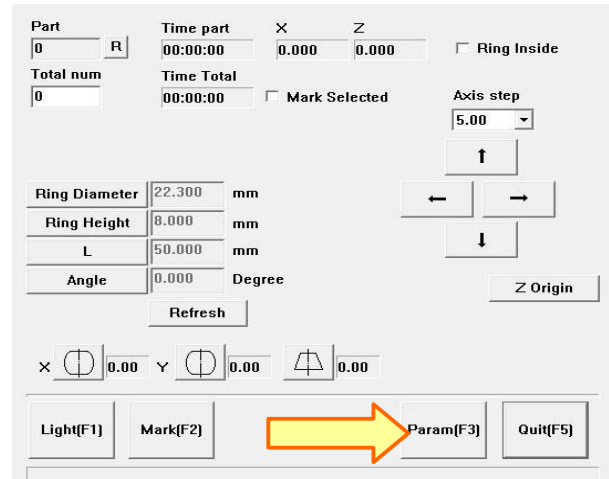 Part Time part X Z
0 R 00:00:00 0.000 0.000 Ring Inside
Total num Time Total
0 00:00:00 Mark Selected Axis step
5.00
Ring Diameter 22.300 mm
Ring Height 8.000 mm
L 50.000 mm
Angle 0.000 Degree
Z Origin
Refresh
X 0.00 Y 0.00 0.00
Light(F1) Mark(F2) Param(F3) Quit(F5)